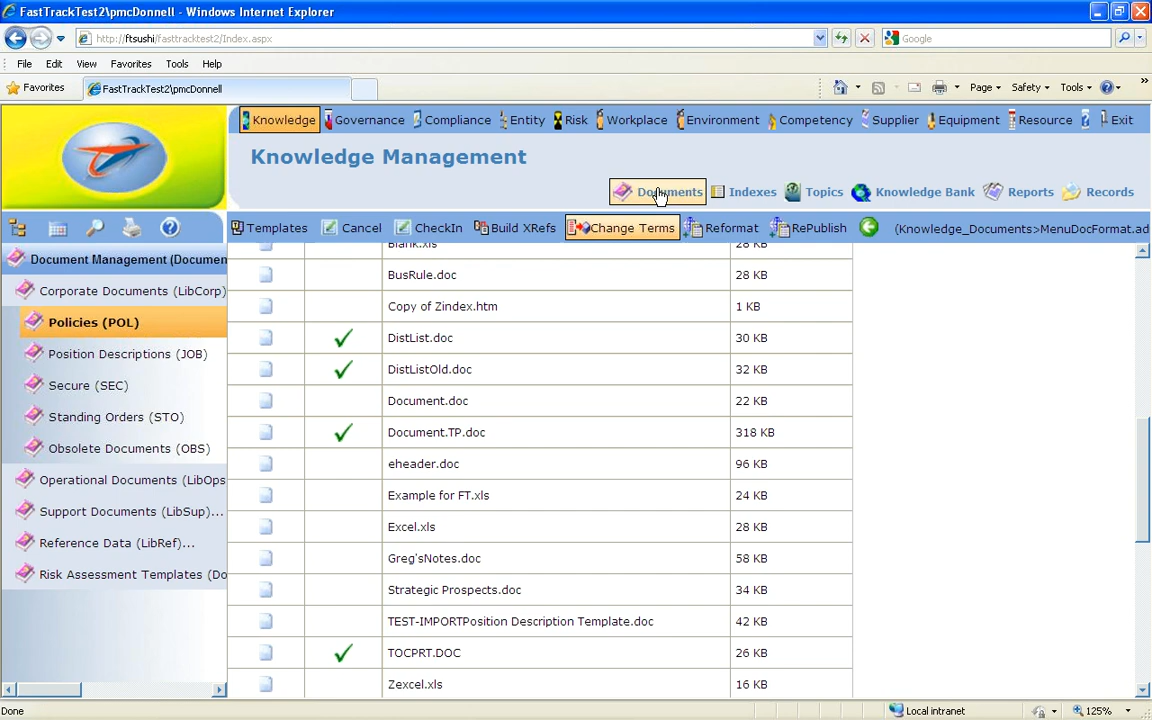 FastTrackTest2\pmcDonnell - Windows Internet Explorer
http://ftsushi/fasttracktest2/Index.aspx
Google
File Edit View Favorites Tools Help
Favorites FastTrackTest2\pmcDonnell Page Safety Tools
Knowledge Governance Compliance Entity Risk Workplace Environment Competency Supplier Equipment Resource Exit
Knowledge Management
Documents Indexes Topics Knowledge Bank Reports Records
Templates Cancel CheckIn Build XRefs Change Terms Reformat RePublish (Knowledge_Documents>MenuDocFormat.ad
Document Management (Documen
Corporate Documents (LibCorp)
Policies (POL)
Position Descriptions (JOB)
Secure (SEC)
Standing Orders (STO)
Obsolete Documents (OBS)
Operational Documents (LibOps
Support Documents (LibSup)...
Reference Data (LibRef)...
Risk Assessment Templates (Do
Blank.xls 28 KB
BusRule.doc 28 KB
Copy of Zindex.htm 1 KB
DistList.doc 30 KB
DistListOld.doc 32 KB
Document.doc 22 KB
Document.TP.doc 318 KB
eheader.doc 96 KB
Example for FT.xls 24 KB
Excel.xls 28 KB
Greg'sNotes.doc 58 KB
Strategic Prospects.doc 34 KB
TEST-IMPORTPosition Description Template.doc 42 KB
TOCPRT.DOC 26 KB
Zexcel.xls 16 KB
Done Local intranet 125%